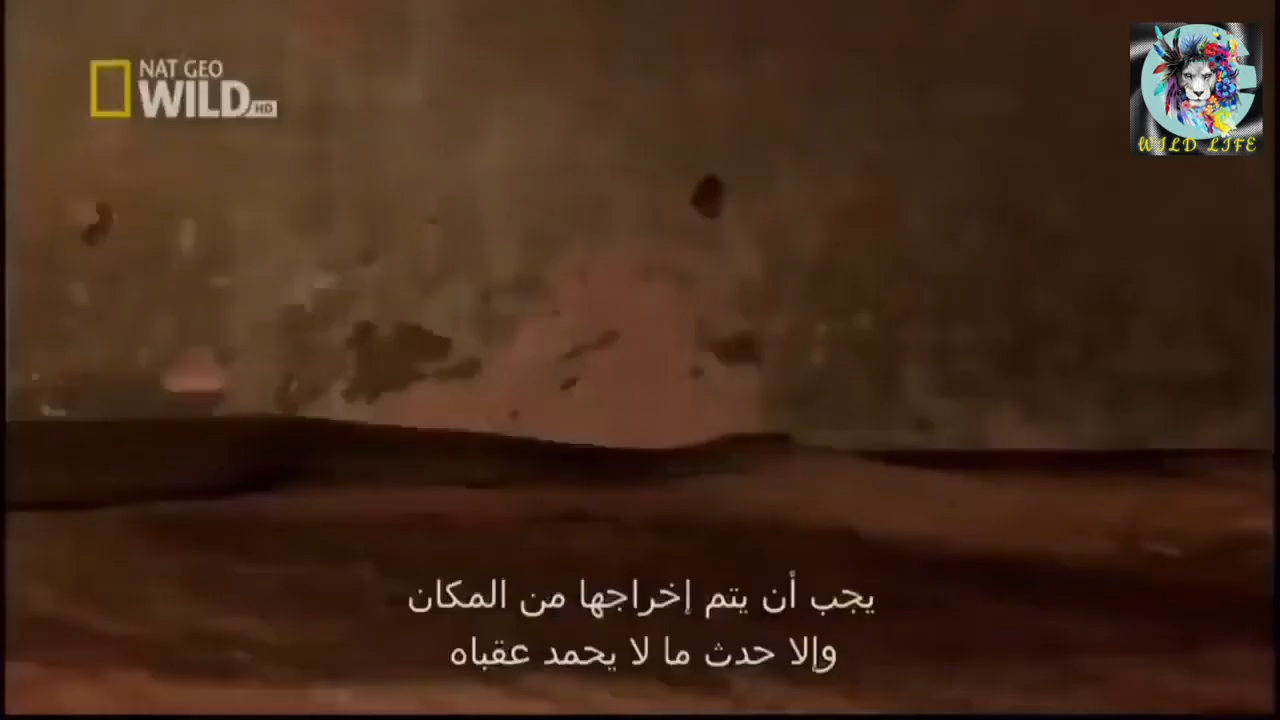 NAT GEO
WILD HD
WILD LIFE
يجب أن يتم إخراجها من المكان
وإلا حدث ما لا يحمد عقباه